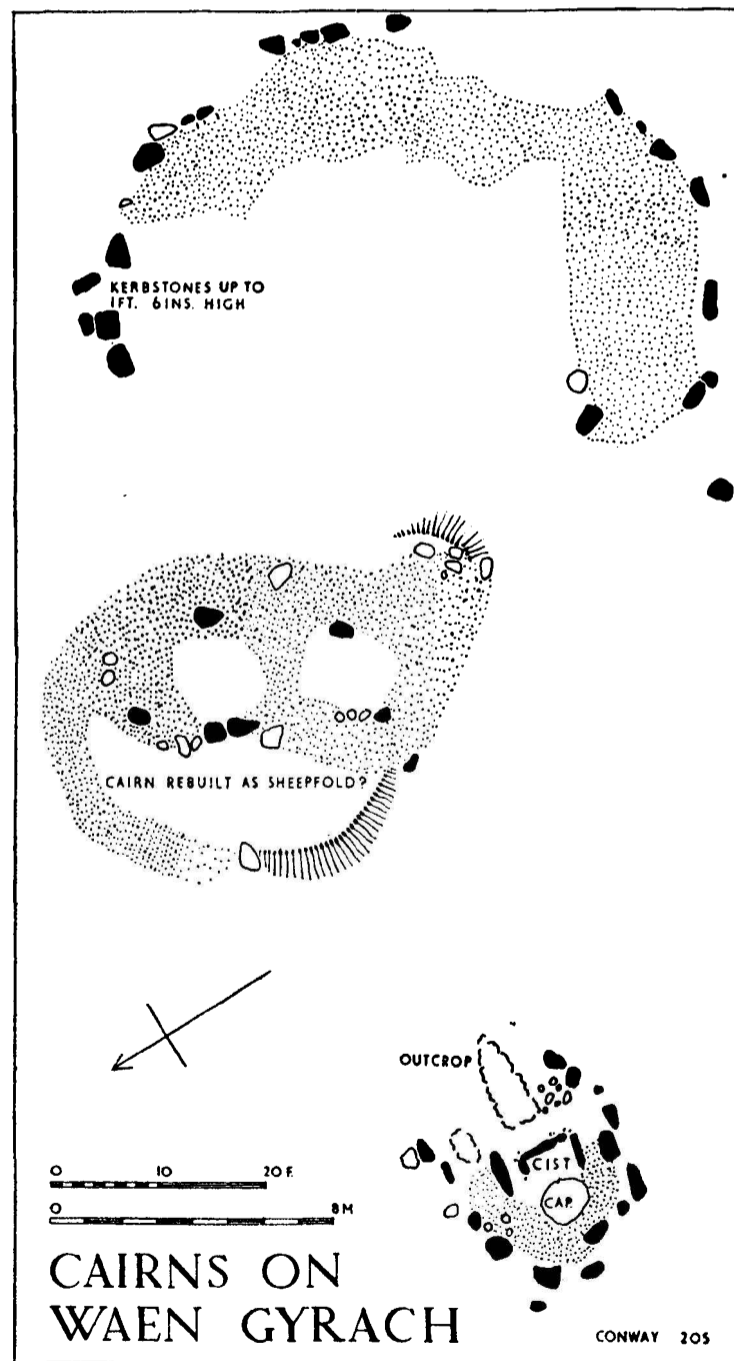 KERBSTONES UP TO
1FT. 6INS. HIGH
CAIRN REBUILT AS SHEEPFOLD?
OUTCROP
CIST
CAP.
0 10 20 F.
0 8M
CAIRNS ON
WAEN GYRACH
CONWAY 205